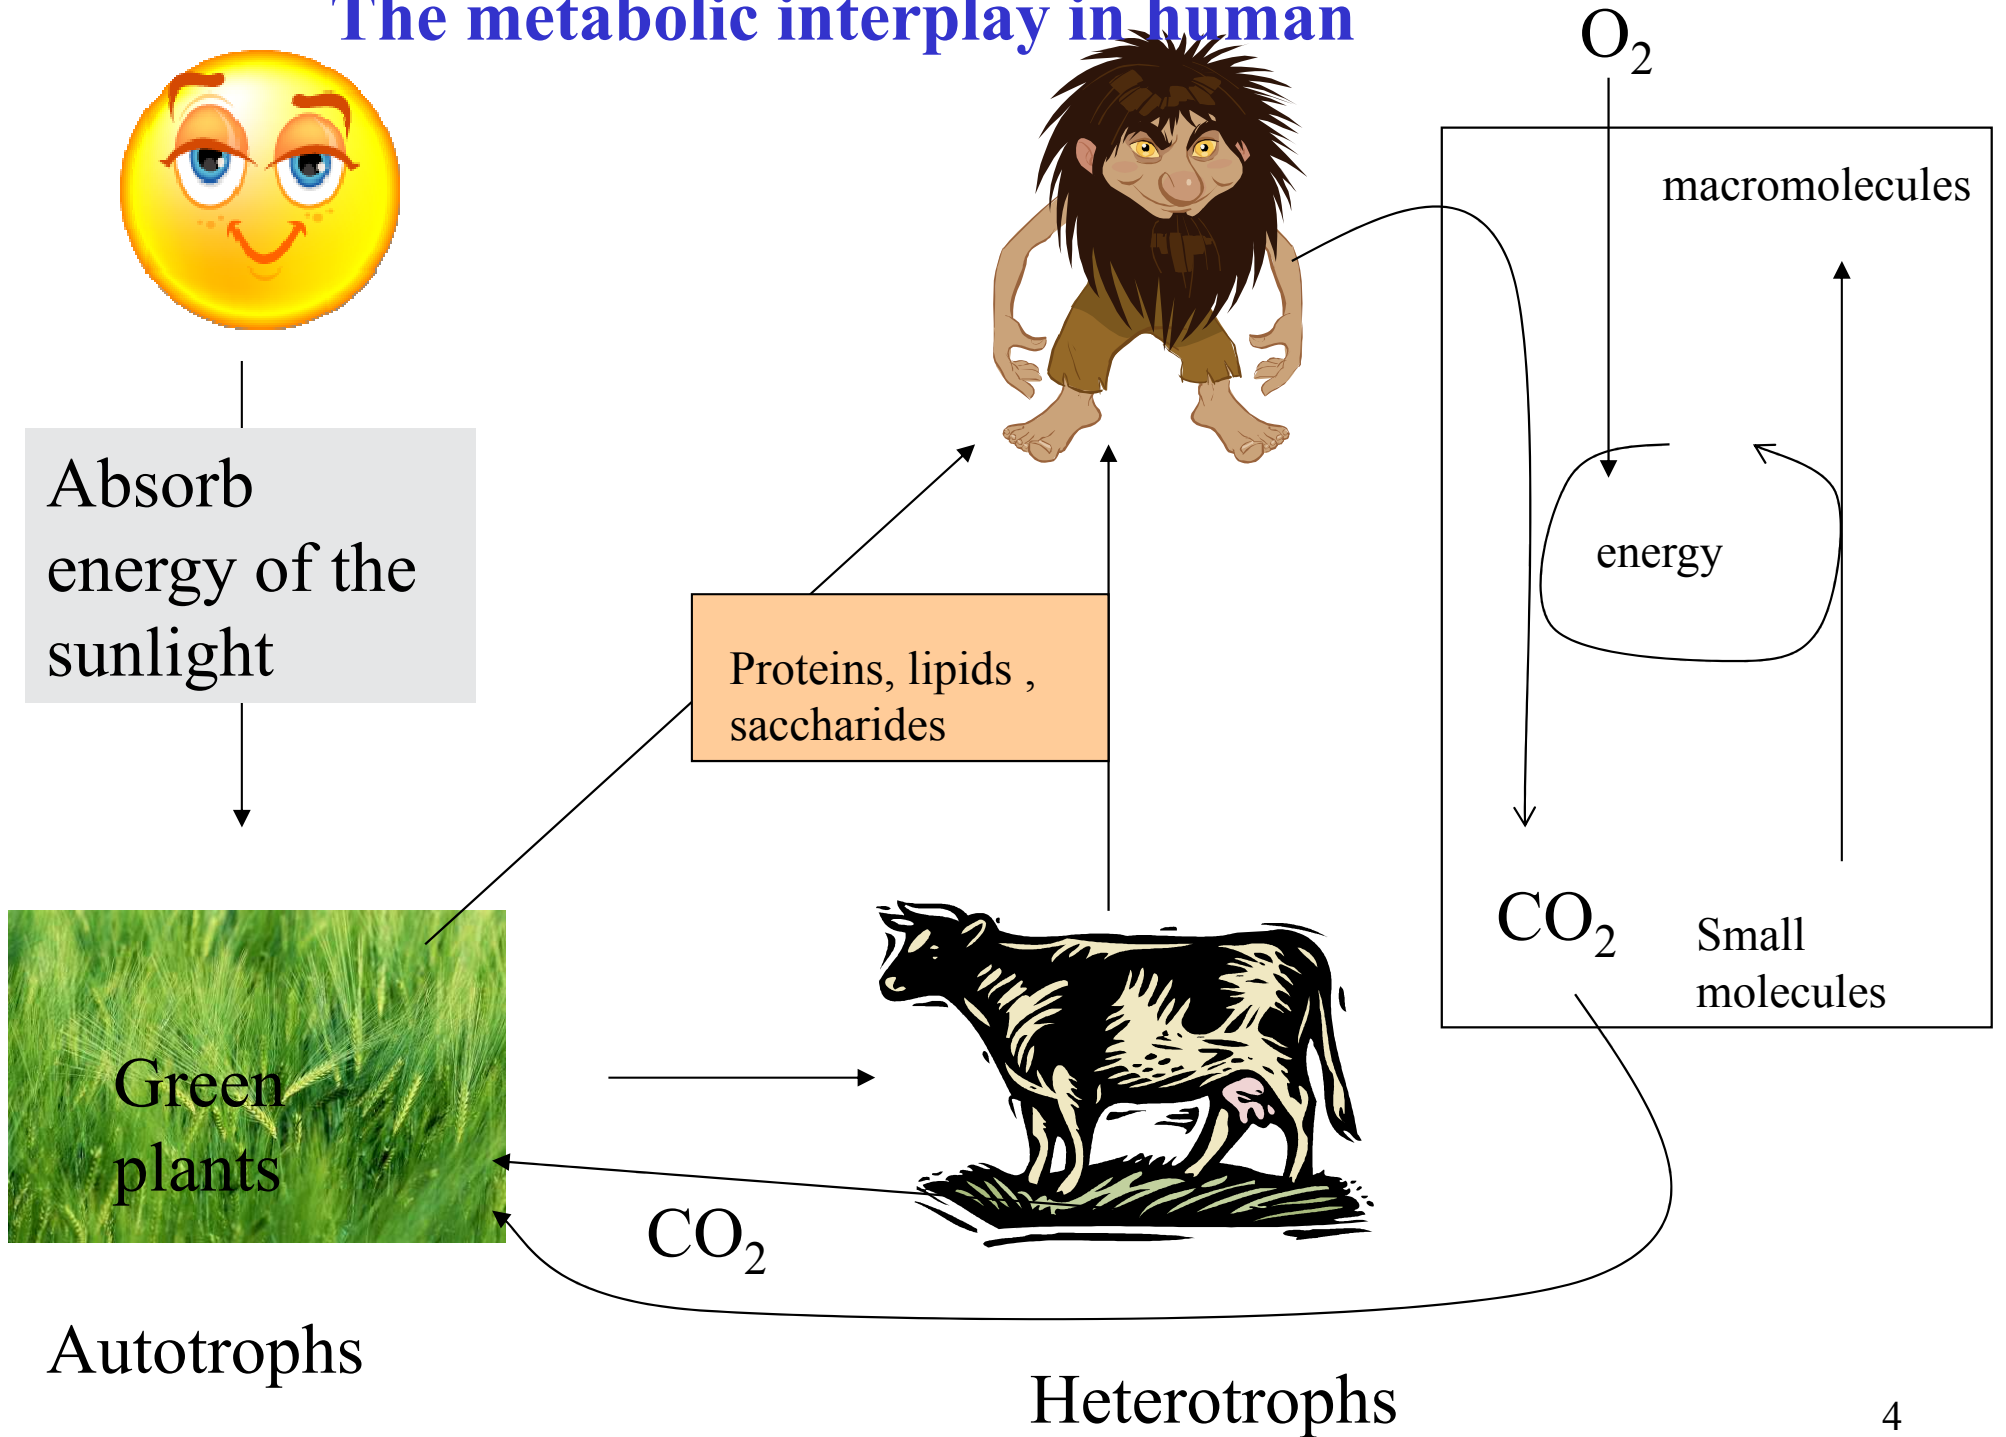 The metabolic interplay in human
O₂
macromolecules
Absorb
energy of the
sunlight
energy
Proteins, lipids ,
saccharides
CO₂
Small
molecules
Green
plants
CO₂
Autotrophs
Heterotrophs
4